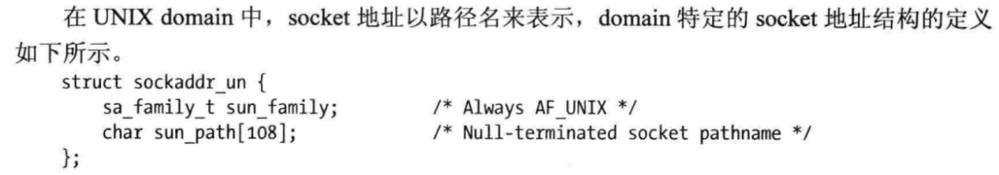 在 UNIX domain 中，socket 地址以路径名来表示，domain 特定的 socket 地址结构的定义
如下所示。
struct sockaddr_un {
    sa_family_t sun_family;        /* Always AF_UNIX */
    char sun_path[108];            /* Null-terminated socket pathname */
};